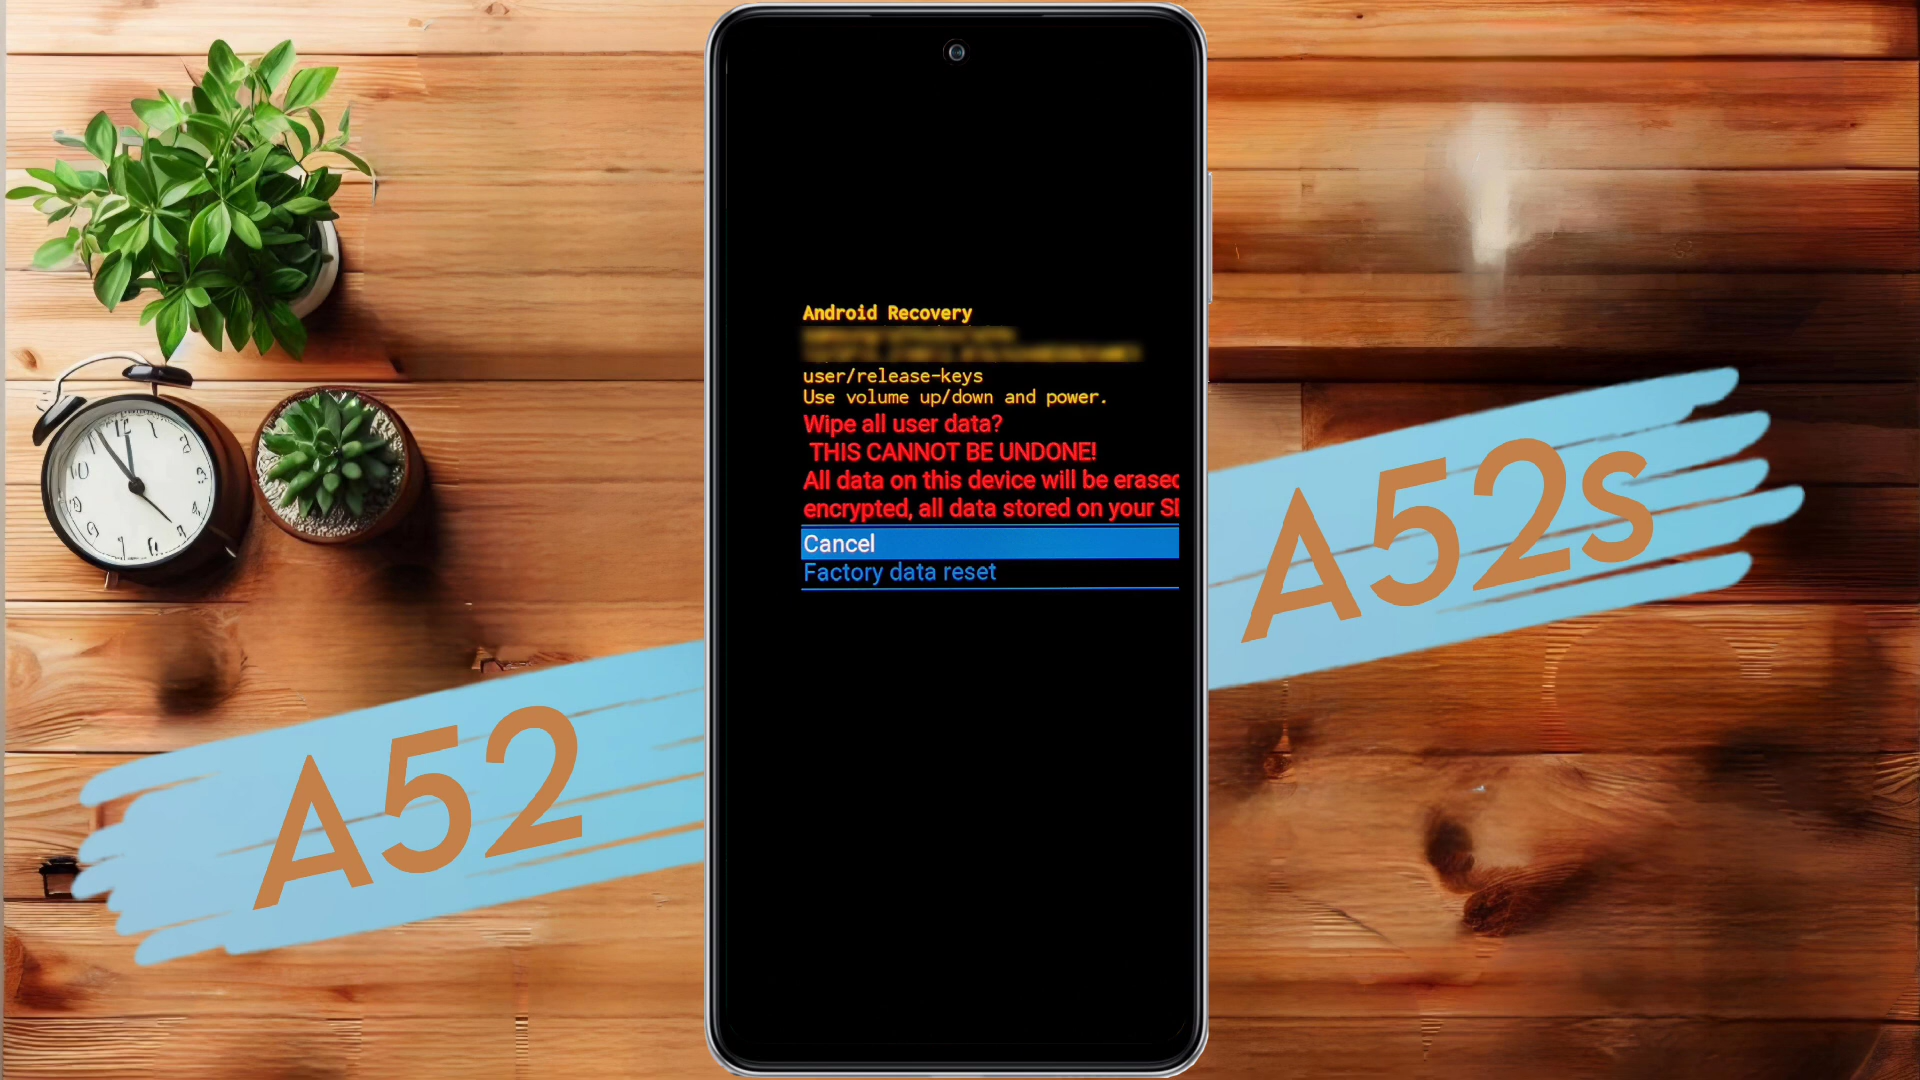 Android Recovery
user/release-keys
Use volume up/down and power.
Wipe all user data?
THIS CANNOT BE UNDONE!
All data on this device will be erased
encrypted, all data stored on your S
Cancel
Factory data reset
A52s
A52